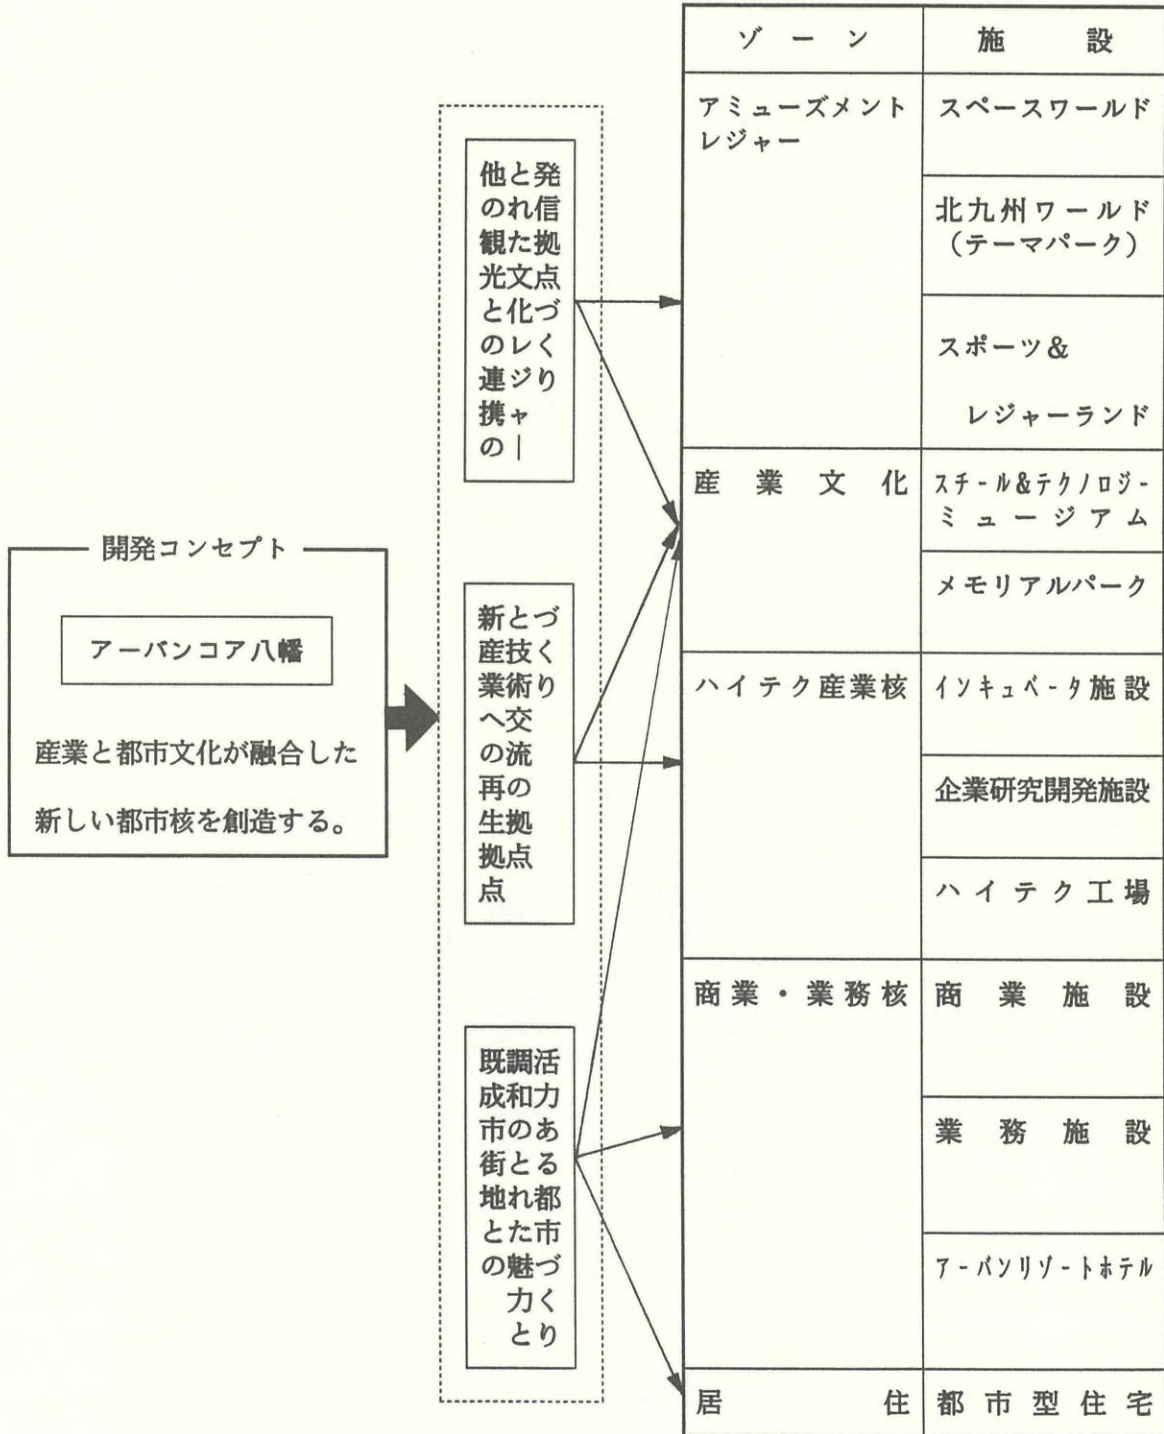 開発コンセプト
アーバンコア八幡
産業と都市文化が融合した
新しい都市核を創造する。
他の観光との連携の
とれた文化レジャー
発信拠点づくり
新産業への再生拠点
と技術交流の拠点
づくり
既成市街地との
調和のとれた魅力と
活力ある都市づくり
ゾーン 施設
アミューズメント スペースワールド
レジャー
北九州ワールド
（テーマパーク）
スポーツ＆
レジャーランド
産業文化 スチール&テクノロジー
ミュージアム
メモリアルパーク
ハイテク産業核 インキュベータ施設
企業研究開発施設
ハイテク工場
商業・業務核 商業施設
業務施設
アーバンリゾートホテル
居住 都市型住宅